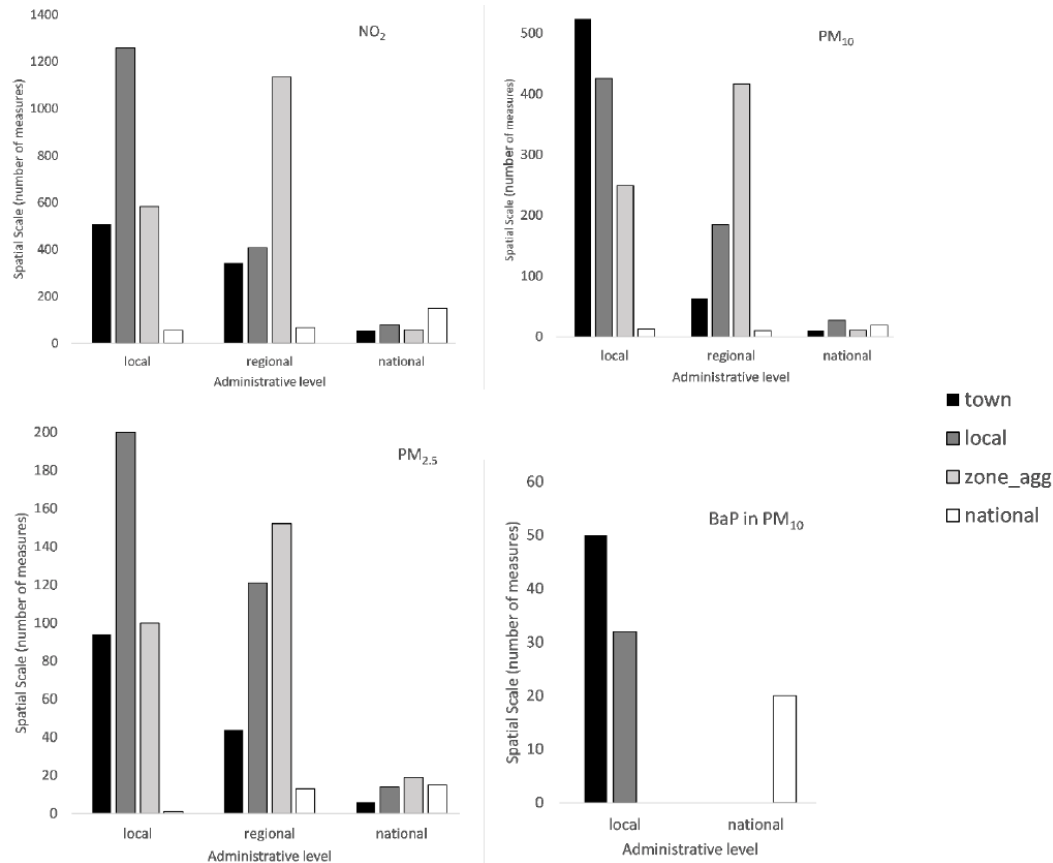 NO₂
Spatial Scale (number of measures)
1400
1200
1000
800
600
400
200
0
local regional national
Administrative level
PM₁₀
Spatial Scale (number of measures)
500
400
300
200
100
0
local regional national
Administrative level
PM₂.₅
Spatial Scale (number of measures)
200
180
160
140
120
100
80
60
40
20
0
local regional national
Administrative level
BaP in PM₁₀
Spatial Scale (number of measures)
60
50
40
30
20
10
0
local national
Administrative level
town
local
zone_agg
national